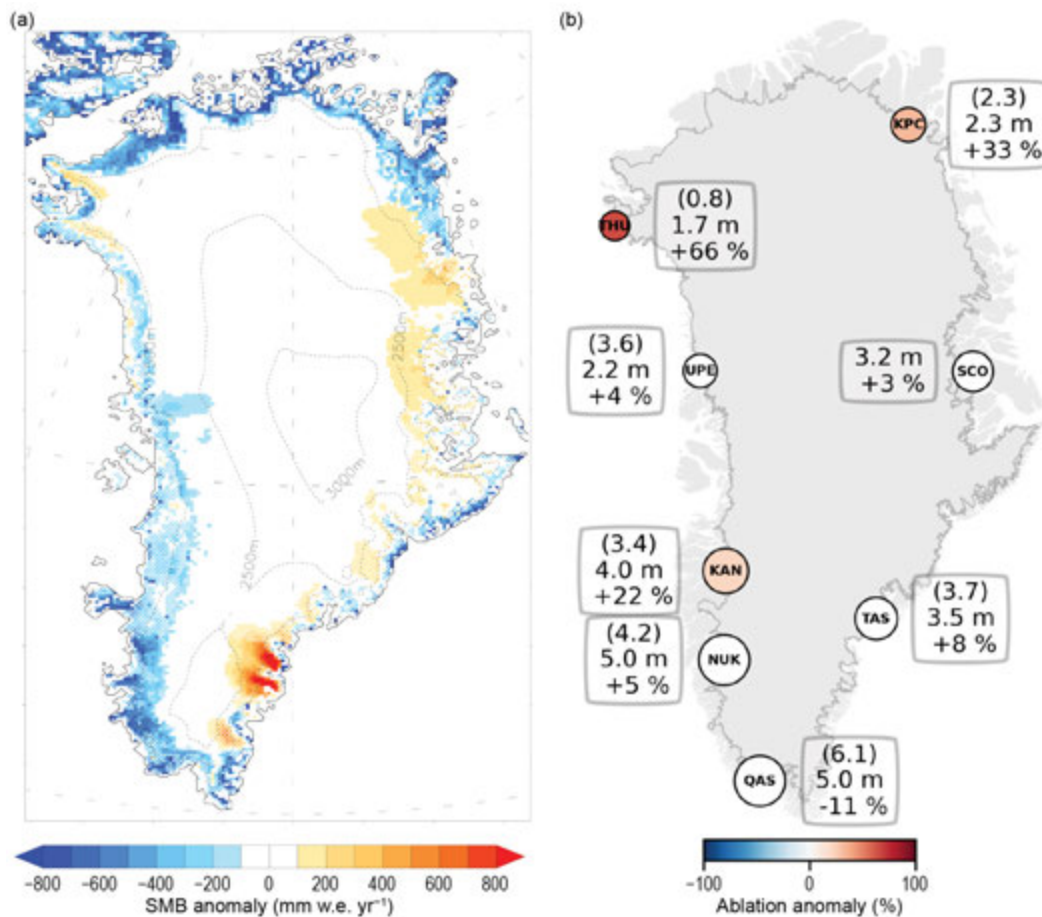 (a)
2500m
3000m
2500m
−800 −600 −400 −200 0 200 400 600 800
SMB anomaly (mm w.e. yr⁻¹)
(b)
KPC
(2.3)
2.3 m
+33 %
THU
(0.8)
1.7 m
+66 %
UPE
(3.6)
2.2 m
+4 %
3.2 m
+3 %
SCO
KAN
(3.4)
4.0 m
+22 %
TAS
(3.7)
3.5 m
+8 %
NUK
(4.2)
5.0 m
+5 %
QAS
(6.1)
5.0 m
-11 %
−100 0 100
Ablation anomaly (%)